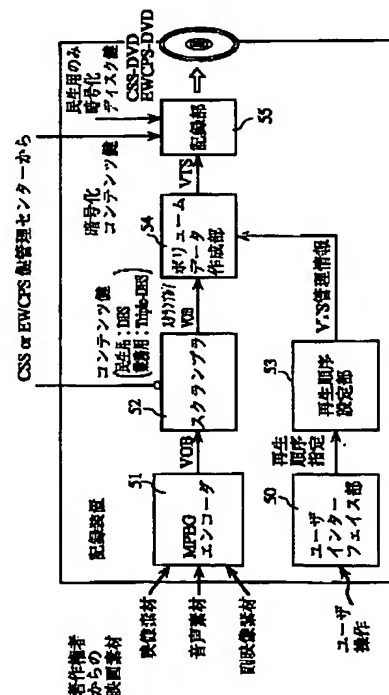 CSS or EWCPS鍵管理センターから
民生用のみ
暗号化
ディスク鍵
CSS-DVD
EWCPS-DVD
暗号化
コンテンツ鍵
コンテンツ鍵
民生用：DES
業務用：Triple-DES
著作権者
からの
映画素材
記録装置
映像素材
音声素材
副映像素材
51
MPEG
エンコーダ
VOB
52
スクランブラ
スクランブルド
VOB
54
ボリューム
データ
作成部
VTS
記録部
55
ユーザ
操作
50
ユーザ
インター
フェイス部
再生
順序
指定
53
再生順序
設定部
VTS管理情報